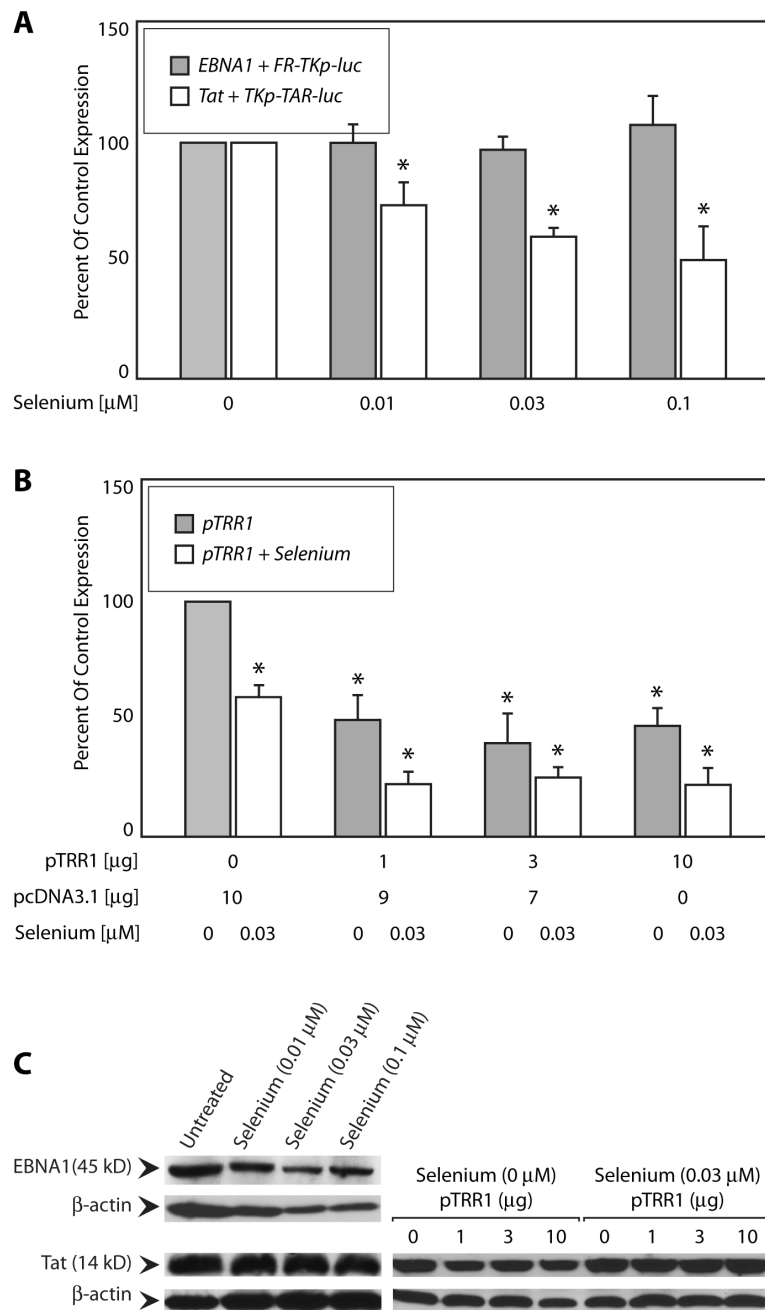 A
150
EBNA1 + FR-TKp-luc
Tat + TKp-TAR-luc
100
*
*
*
50
0
Percent Of Control Expression
Selenium [μM] 0 0.01 0.03 0.1
B
150
pTRR1
pTRR1 + Selenium
100
*
*
*
*
*
*
*
50
0
Percent Of Control Expression
pTRR1 [μg] 0 1 3 10
pcDNA3.1 [μg] 10 9 7 0
Selenium [μM] 0 0.03 0 0.03 0 0.03 0 0.03
C
Untreated
Selenium (0.01 μM)
Selenium (0.03 μM)
Selenium (0.1 μM)
EBNA1(45 kD)
β-actin
Selenium (0 μM) Selenium (0.03 μM)
pTRR1 (μg) pTRR1 (μg)
0 1 3 10 0 1 3 10
Tat (14 kD)
β-actin